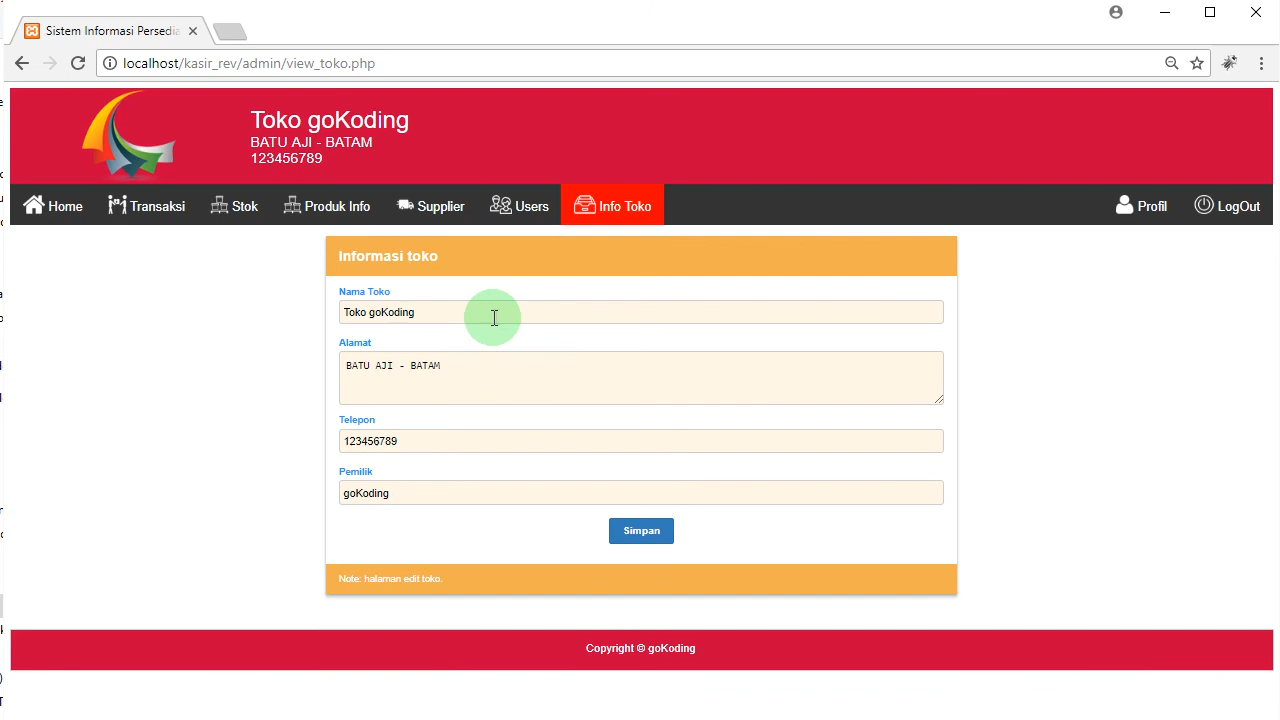 Sistem Informasi Persedia
localhost/kasir_rev/admin/view_toko.php
Toko goKoding
BATU AJI - BATAM
123456789
Home Transaksi Stok Produk Info Supplier Users Info Toko Profil LogOut
Informasi toko
Nama Toko
Toko goKoding
Alamat
BATU AJI - BATAM
Telepon
123456789
Pemilik
goKoding
Simpan
Note: halaman edit toko.
Copyright © goKoding